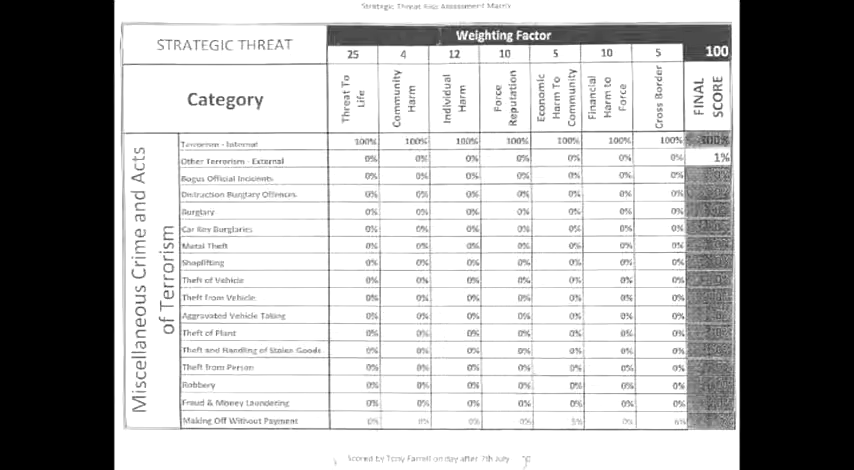 Strategic Threat Risk Assessment Matrix
STRATEGIC THREAT
Weighting Factor
25 4 12 10 5 10 5 100
Category
Threat To Life
Community Harm
Individual Harm
Force Reputation
Economic Harm To Community
Financial Harm to Force
Cross Border
FINAL SCORE
Miscellaneous Crime and Acts of Terrorism
Terrorism - Internal 100% 100% 100% 100% 100% 100% 100% 100%
Other Terrorism - External 0% 0% 0% 0% 0% 0% 0% 1%
Bogus Official Incidents 0% 0% 0% 0% 0% 0% 0%
Distraction Burglary Offences 0% 0% 0% 0% 0% 0% 0%
Burglary 0% 0% 0% 0% 0% 0% 0%
Car Key Burglaries 0% 0% 0% 0% 0% 0% 0%
Metal Theft 0% 0% 0% 0% 0% 0% 0%
Shoplifting 0% 0% 0% 0% 0% 0% 0%
Theft of Vehicle 0% 0% 0% 0% 0% 0% 0%
Theft from Vehicle 0% 0% 0% 0% 0% 0% 0%
Aggravated Vehicle Taking 0% 0% 0% 0% 0% 0% 0%
Theft of Plant 0% 0% 0% 0% 0% 0% 0%
Theft and Handling of Stolen Goods 0% 0% 0% 0% 0% 0% 0%
Theft from Person 0% 0% 0% 0% 0% 0% 0%
Robbery 0% 0% 0% 0% 0% 0% 0%
Fraud & Money Laundering 0% 0% 0% 0% 0% 0% 0%
Making Off Without Payment 0% 0% 0% 0% 5% 0% 6%
Scored by Tony Farrell on day after 7th July